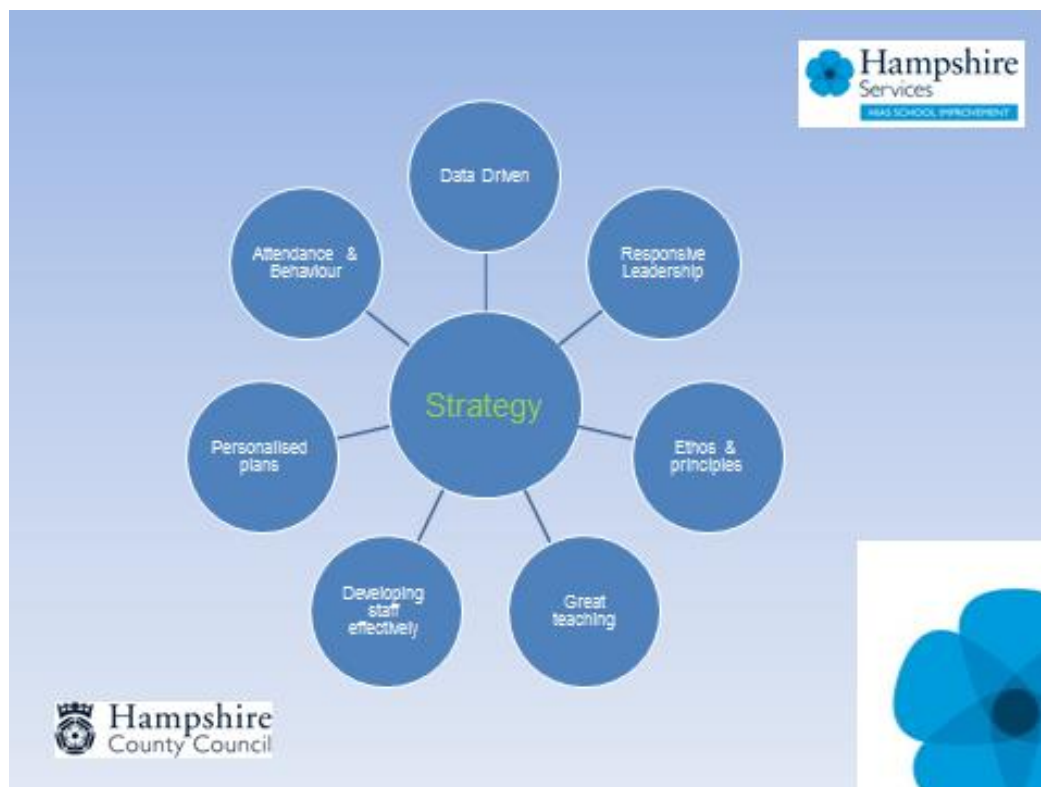 Hampshire
Services
HIAS SCHOOL IMPROVEMENT
Data Driven
Attendance &
Behaviour
Responsive
Leadership
Strategy
Personalised
plans
Ethos &
principles
Developing
staff
effectively
Great
teaching
Hampshire
County Council